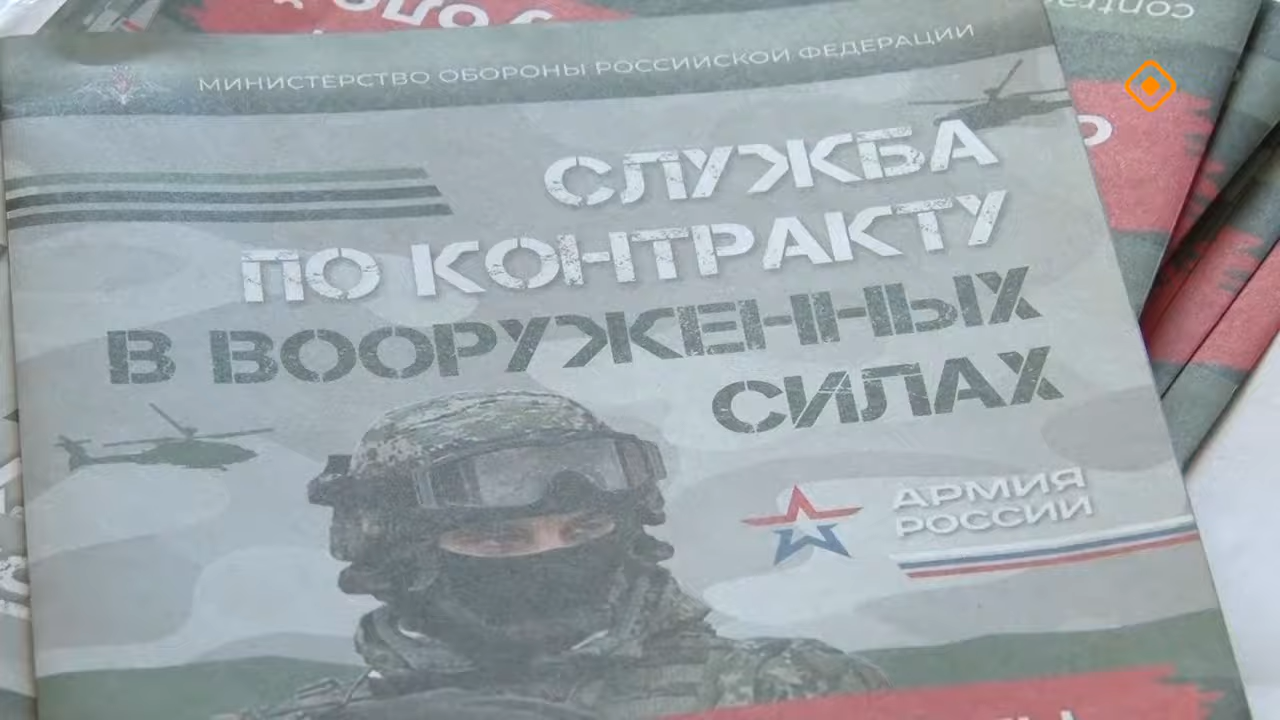 МИНИСТЕРСТВО ОБОРОНЫ РОССИЙСКОЙ ФЕДЕРАЦИИ
СЛУЖБА
ПО КОНТРАКТУ
В ВООРУЖЕННЫХ
СИЛАХ
АРМИЯ
РОССИИ